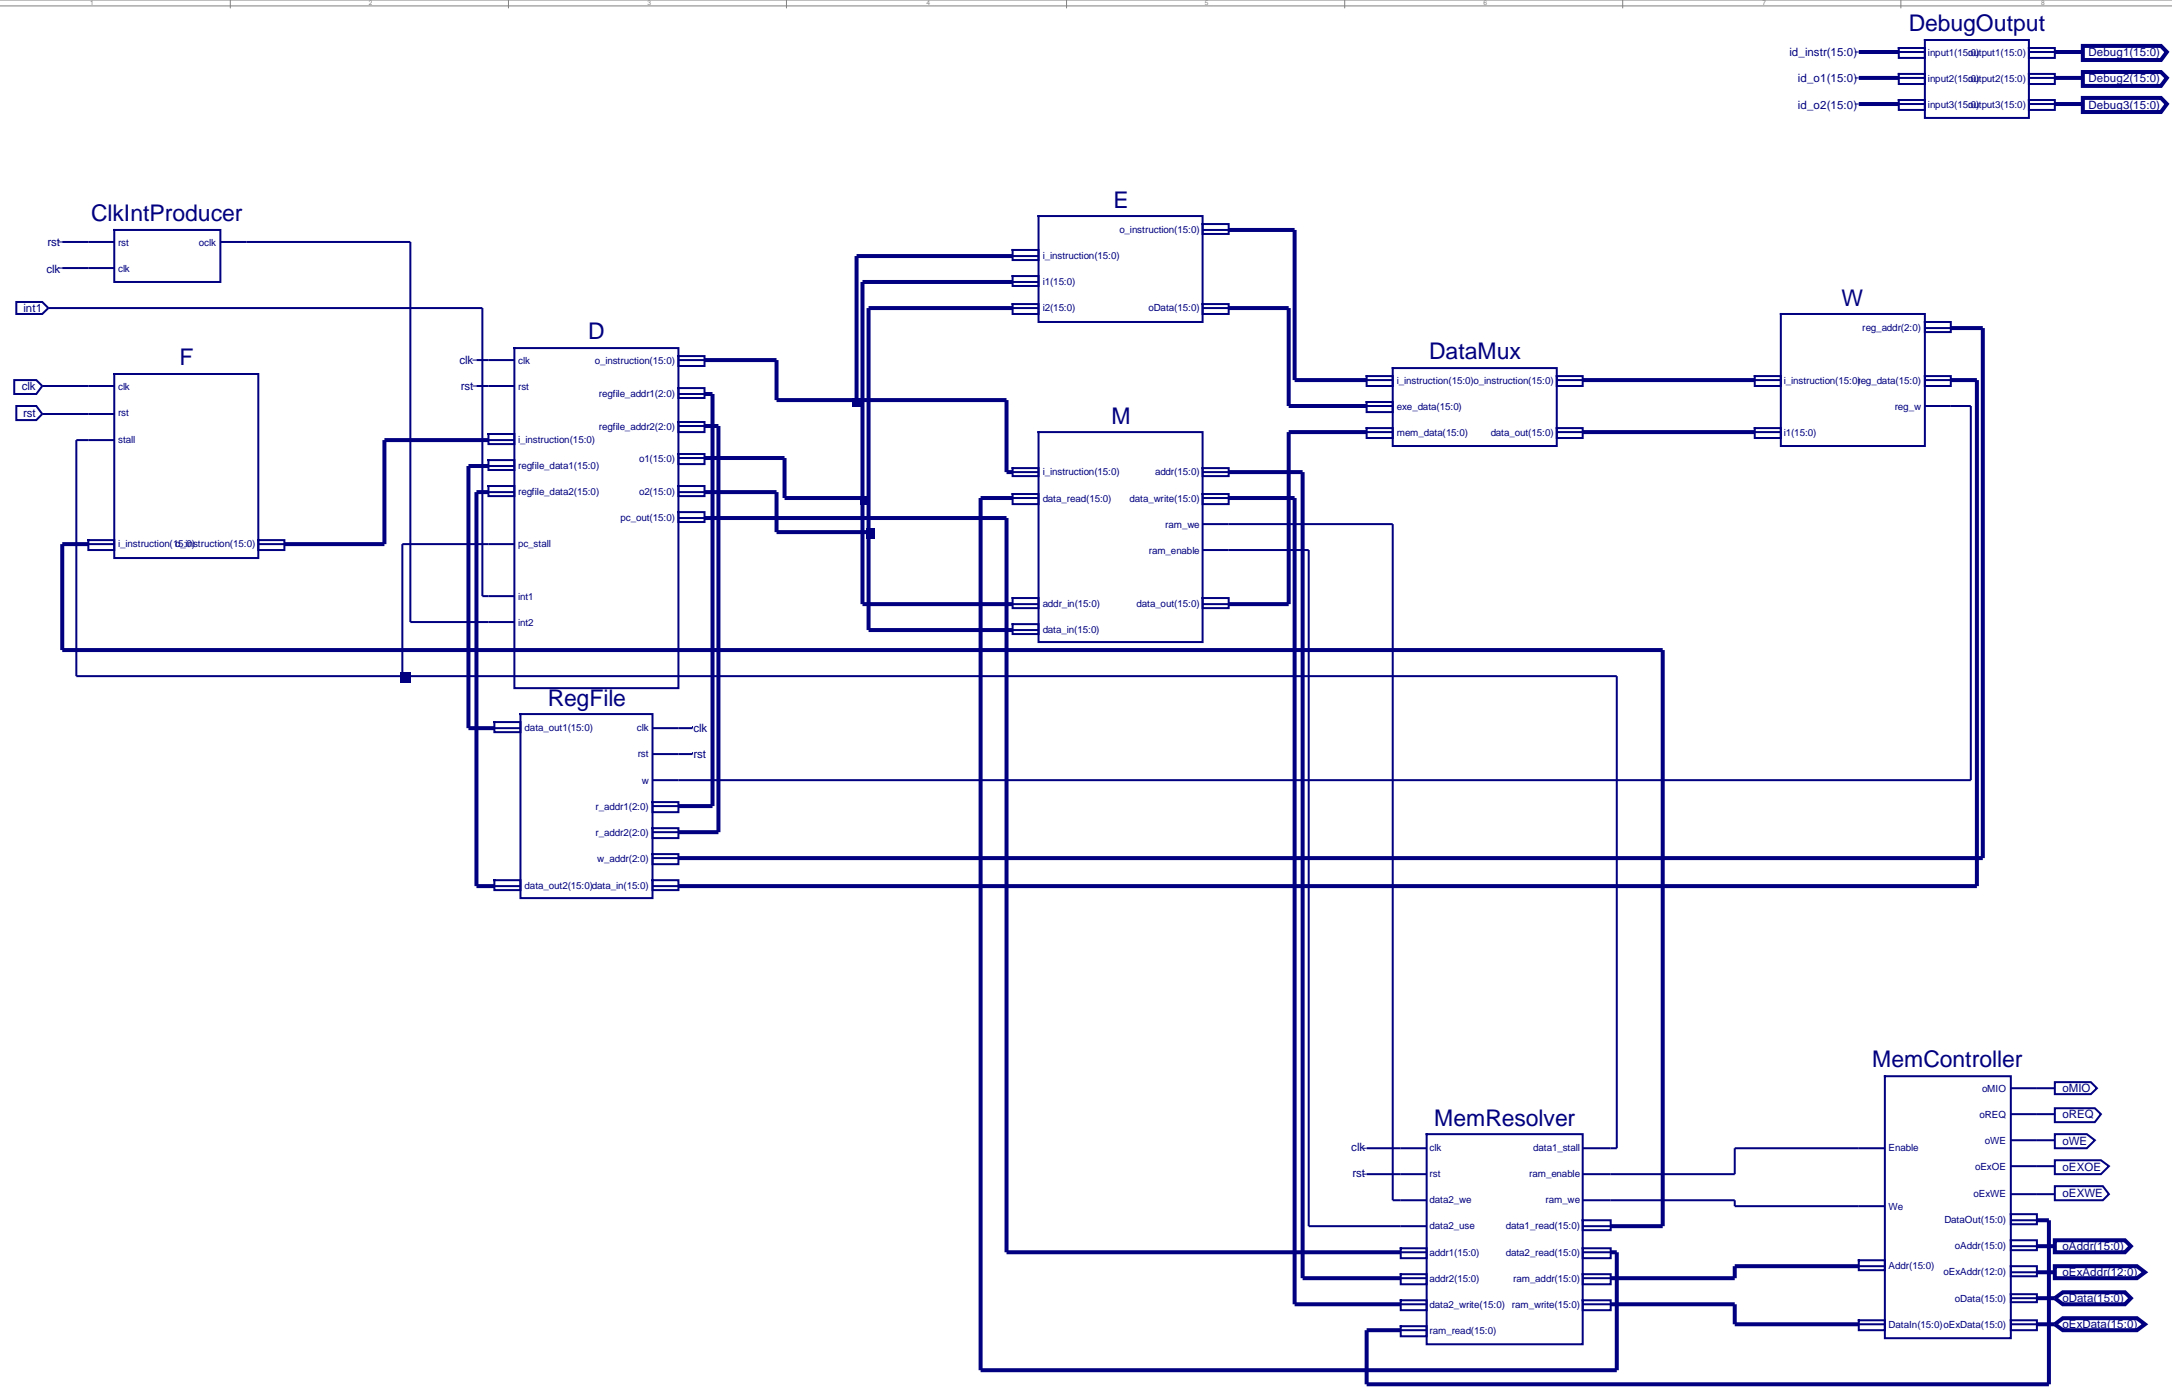 1 2 3 4 5 6 7 8
DebugOutput
id_instr(15:0)
id_o1(15:0)
id_o2(15:0)
input1(15:0)
output1(15:0)
input2(15:0)
output2(15:0)
input3(15:0)
output3(15:0)
Debug1(15:0)
Debug2(15:0)
Debug3(15:0)
ClkIntProducer
rst
clk
rst
oclk
clk
int1
F
clk
rst
clk
rst
stall
i_instruction(15:0)
o_instruction(15:0)
D
clk
rst
clk
o_instruction(15:0)
rst
regfile_addr1(2:0)
regfile_addr2(2:0)
i_instruction(15:0)
o1(15:0)
regfile_data1(15:0)
regfile_data2(15:0)
o2(15:0)
pc_out(15:0)
pc_stall
int1
int2
RegFile
data_out1(15:0)
clk
clk
rst
rst
w
r_addr1(2:0)
r_addr2(2:0)
w_addr(2:0)
data_out2(15:0)
data_in(15:0)
E
o_instruction(15:0)
i_instruction(15:0)
i1(15:0)
i2(15:0)
oData(15:0)
M
i_instruction(15:0)
addr(15:0)
data_read(15:0)
data_write(15:0)
ram_we
ram_enable
addr_in(15:0)
data_out(15:0)
data_in(15:0)
DataMux
i_instruction(15:0)
o_instruction(15:0)
exe_data(15:0)
mem_data(15:0)
data_out(15:0)
W
reg_addr(2:0)
i_instruction(15:0)
reg_data(15:0)
reg_w
i1(15:0)
MemResolver
clk
rst
clk
data1_stall
rst
ram_enable
data2_we
ram_we
data2_use
data1_read(15:0)
addr1(15:0)
data2_read(15:0)
addr2(15:0)
ram_addr(15:0)
data2_write(15:0)
ram_write(15:0)
ram_read(15:0)
MemController
oMIO
oMIO
oREQ
oREQ
Enable
oWE
oWE
oExOE
oEXOE
oExWE
oEXWE
We
DataOut(15:0)
oAddr(15:0)
oAddr(15:0)
Addr(15:0)
oExAddr(12:0)
oExAddr(12:0)
oData(15:0)
oData(15:0)
DataIn(15:0)
oExData(15:0)
oExData(15:0)